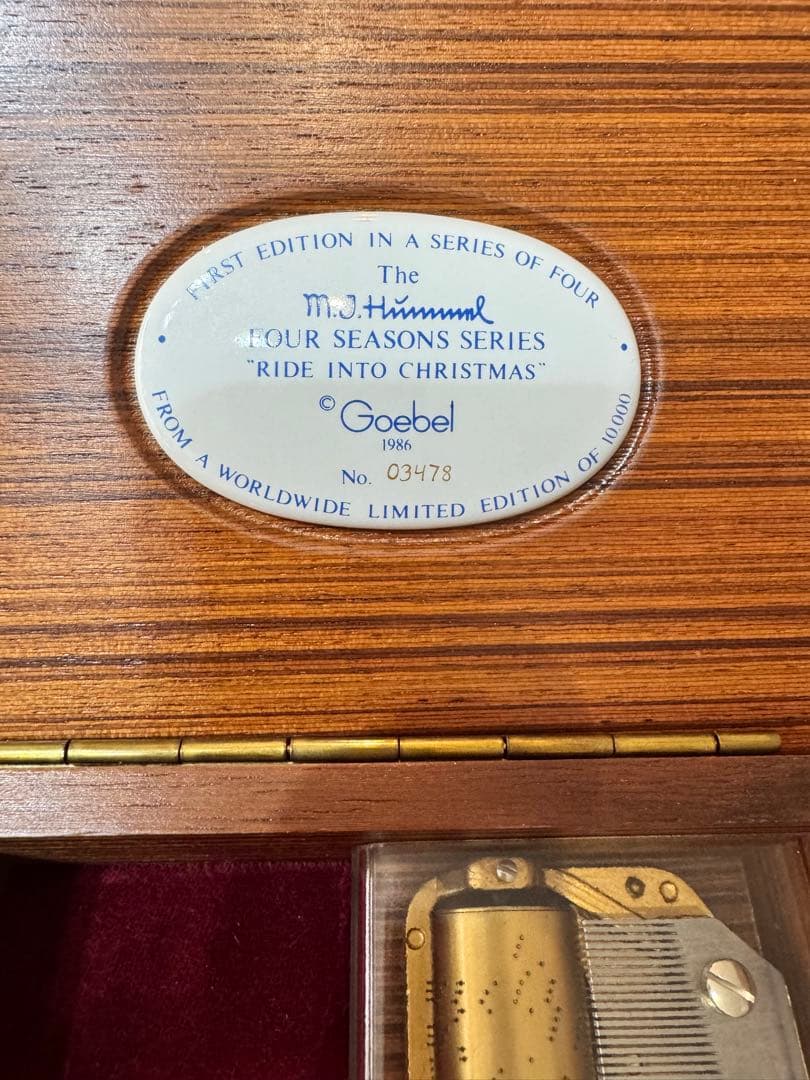 FIRST EDITION IN A SERIES OF FOUR
The
M.J.Hümmel
FOUR SEASONS SERIES
"RIDE INTO CHRISTMAS"
© Goebel
1986
No. 03478
FROM A WORLDWIDE LIMITED EDITION OF 10.000